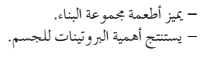 – يميز أطعمة مجموعة البناء.
– يستنتج أهمية البروتينات للجسم.